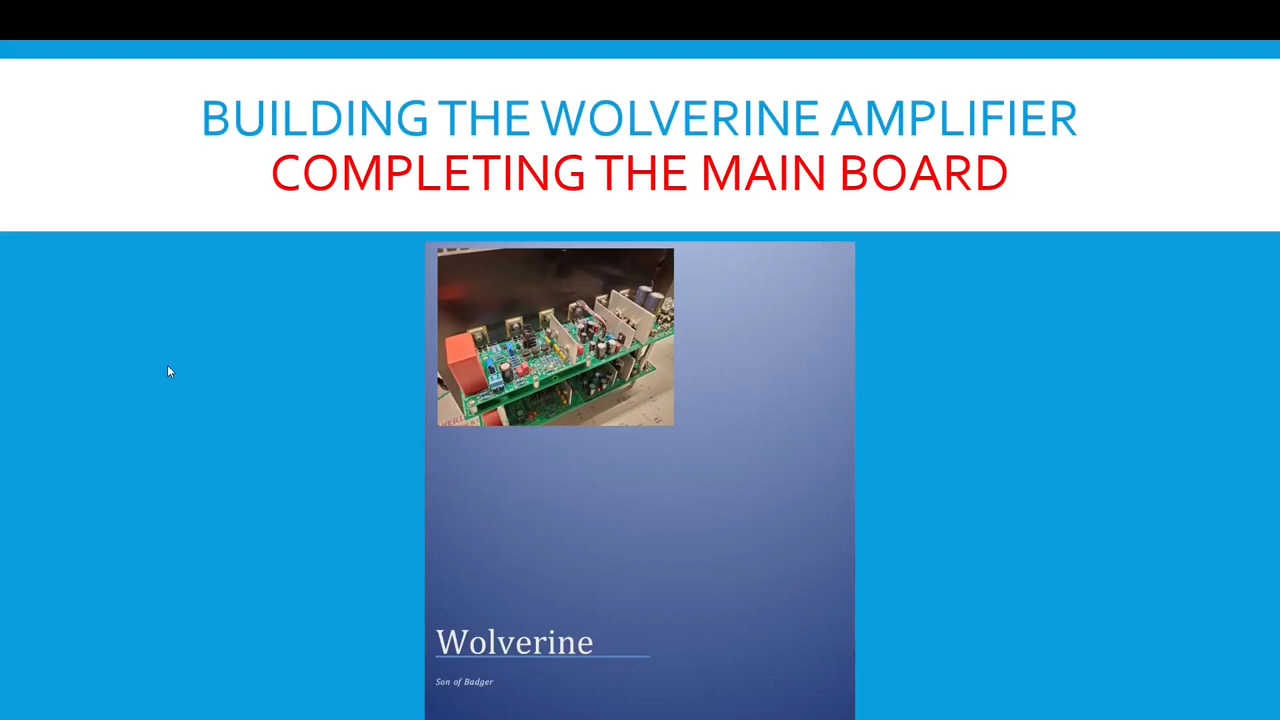 BUILDING THE WOLVERINE AMPLIFIER
COMPLETING THE MAIN BOARD
Wolverine
Son of Badger